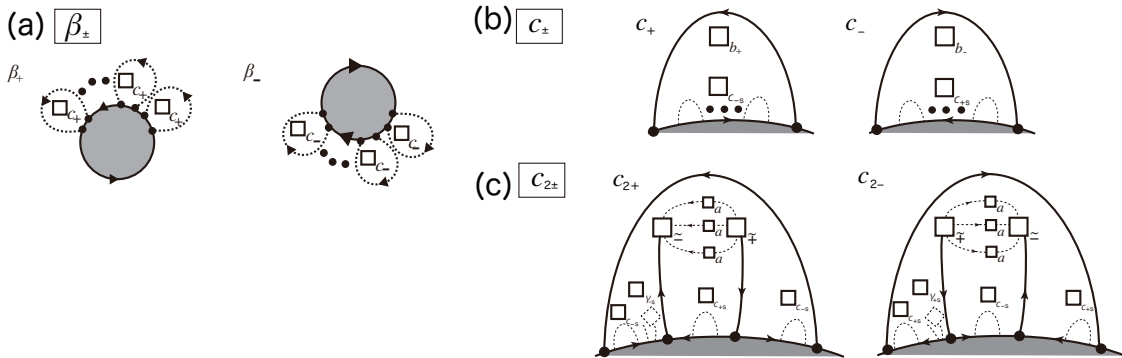 (a) β±
β+ β−
c+ c+ c+
c− c− c−
(b) c±
c+ c−
b+ b−
c−s c+s
(c) c2±
c2+ c2−
a a
a a
a a
≃ ∓̃ ∓̃ ≃
γ−s γ+s
c−s c−s c−s
c+s c−s c+s